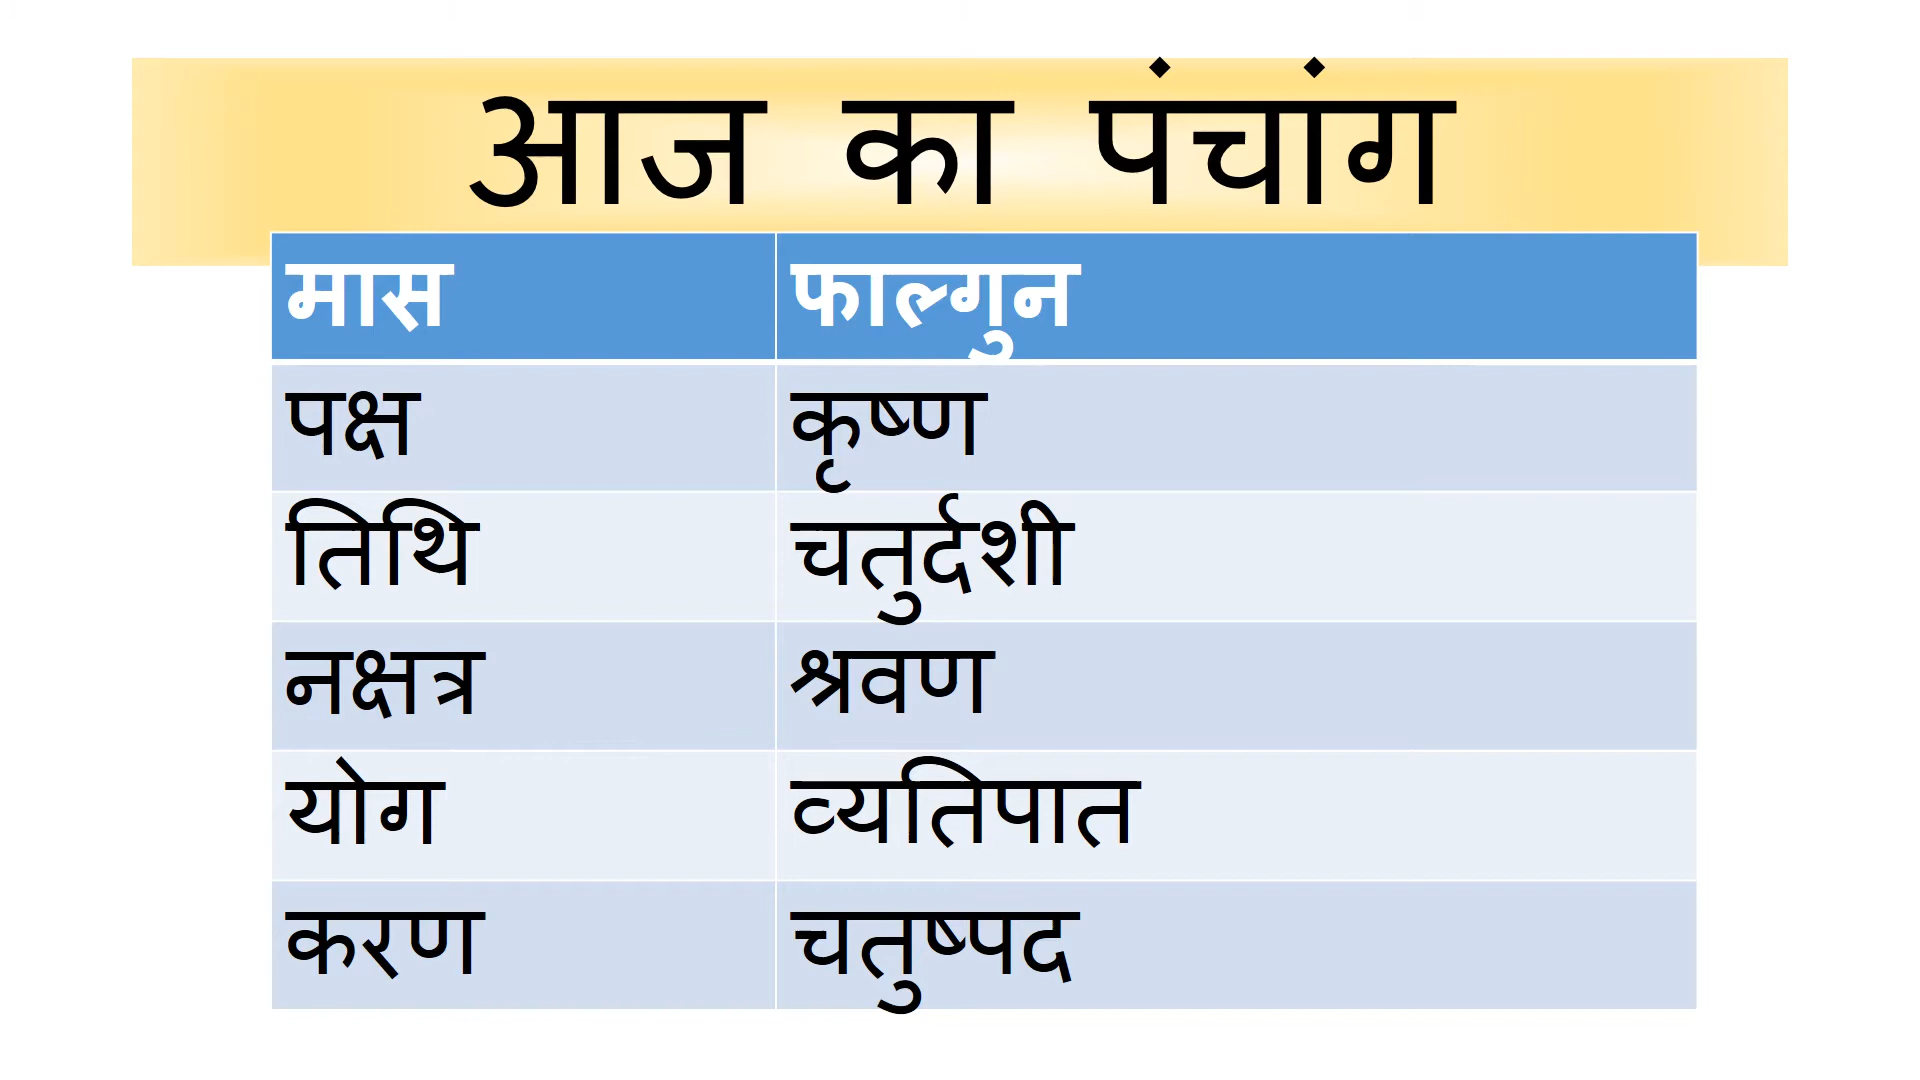 आज का पंचांग
मास फाल्गुन
पक्ष कृष्ण
तिथि चतुर्दशी
नक्षत्र श्रवण
योग व्यतिपात
करण चतुष्पद